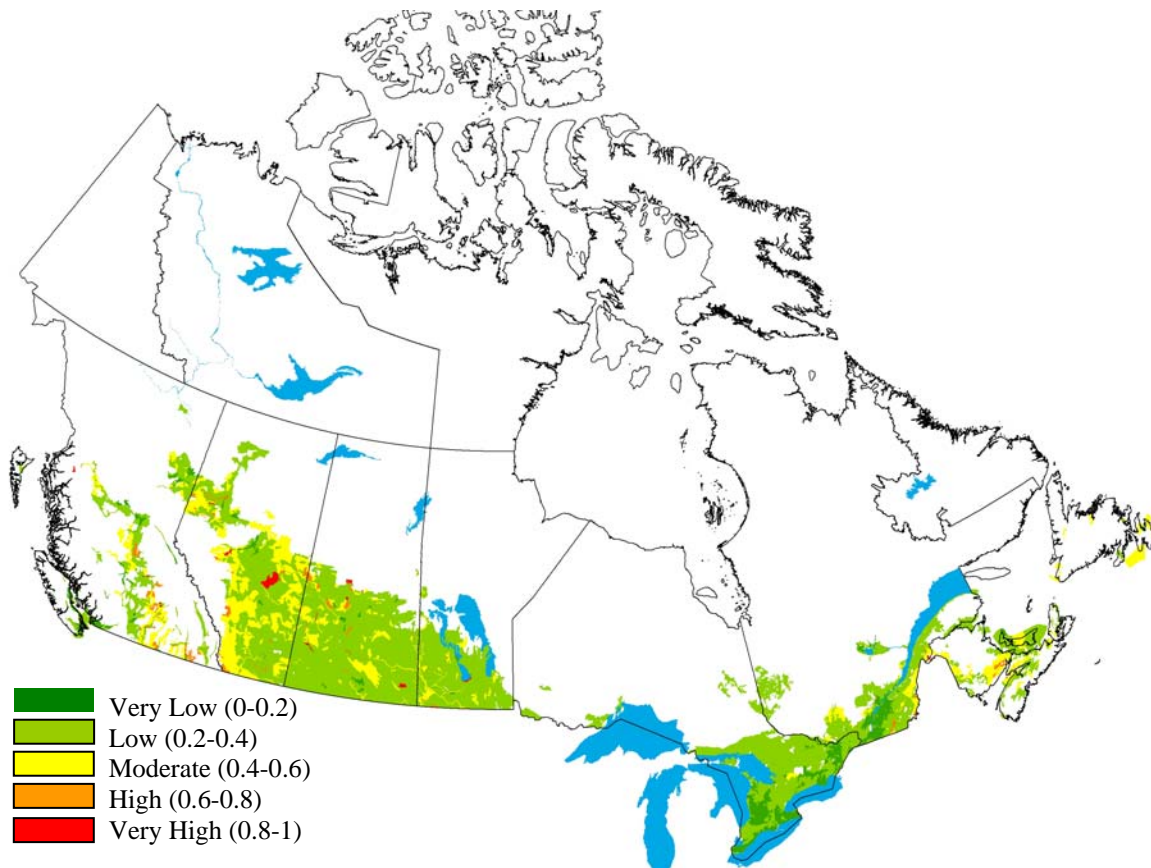 Very Low (0-0.2)
Low (0.2-0.4)
Moderate (0.4-0.6)
High (0.6-0.8)
Very High (0.8-1)